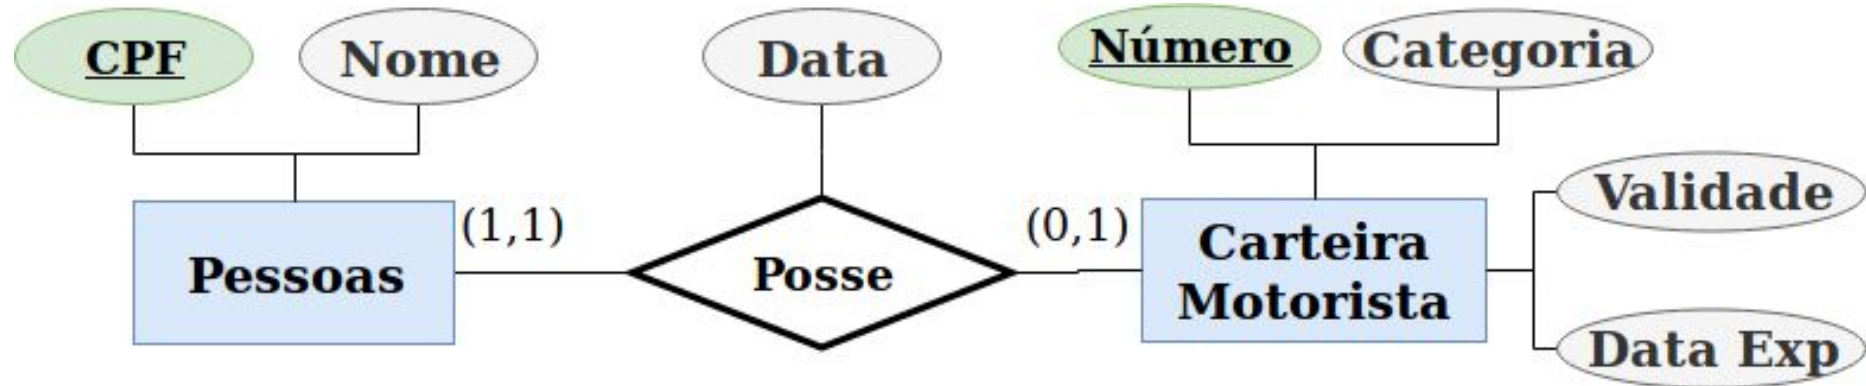 CPF
Nome
Data
Número
Categoria
Pessoas
(1,1)
Posse
(0,1)
Carteira
Motorista
Validade
Data Exp